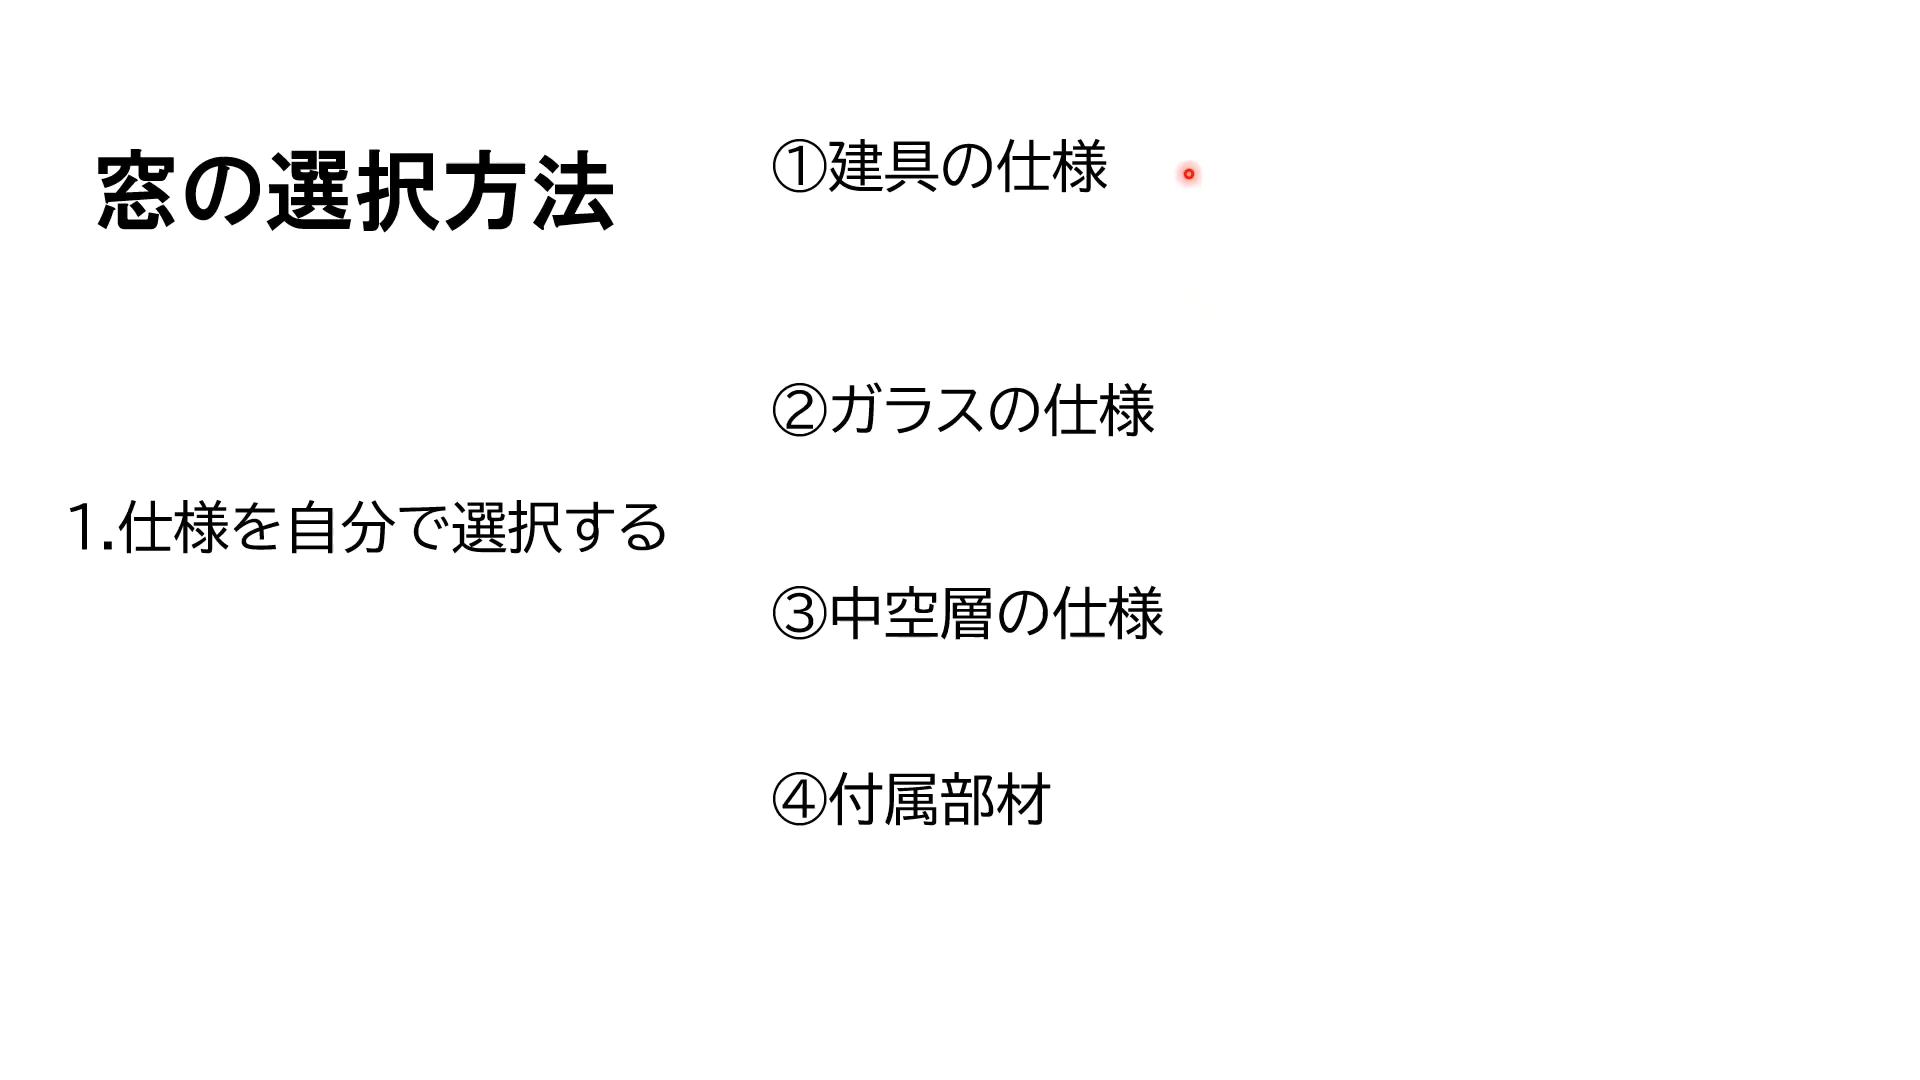 窓の選択方法
1.仕様を自分で選択する
①建具の仕様
②ガラスの仕様
③中空層の仕様
④付属部材